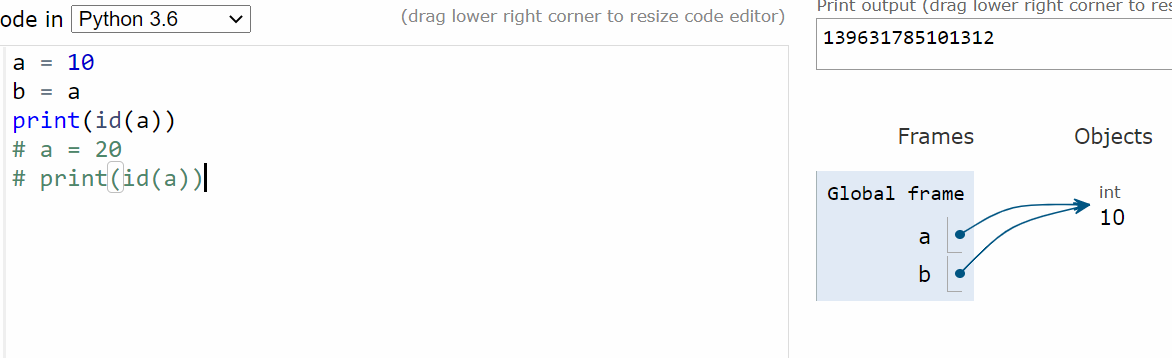 ode in Python 3.6
(drag lower right corner to resize code editor)
a = 10
b = a
print(id(a))
# a = 20
# print(id(a))
Print output (drag lower right corner to res
139631785101312
Frames
Objects
Global frame
a
b
int
10